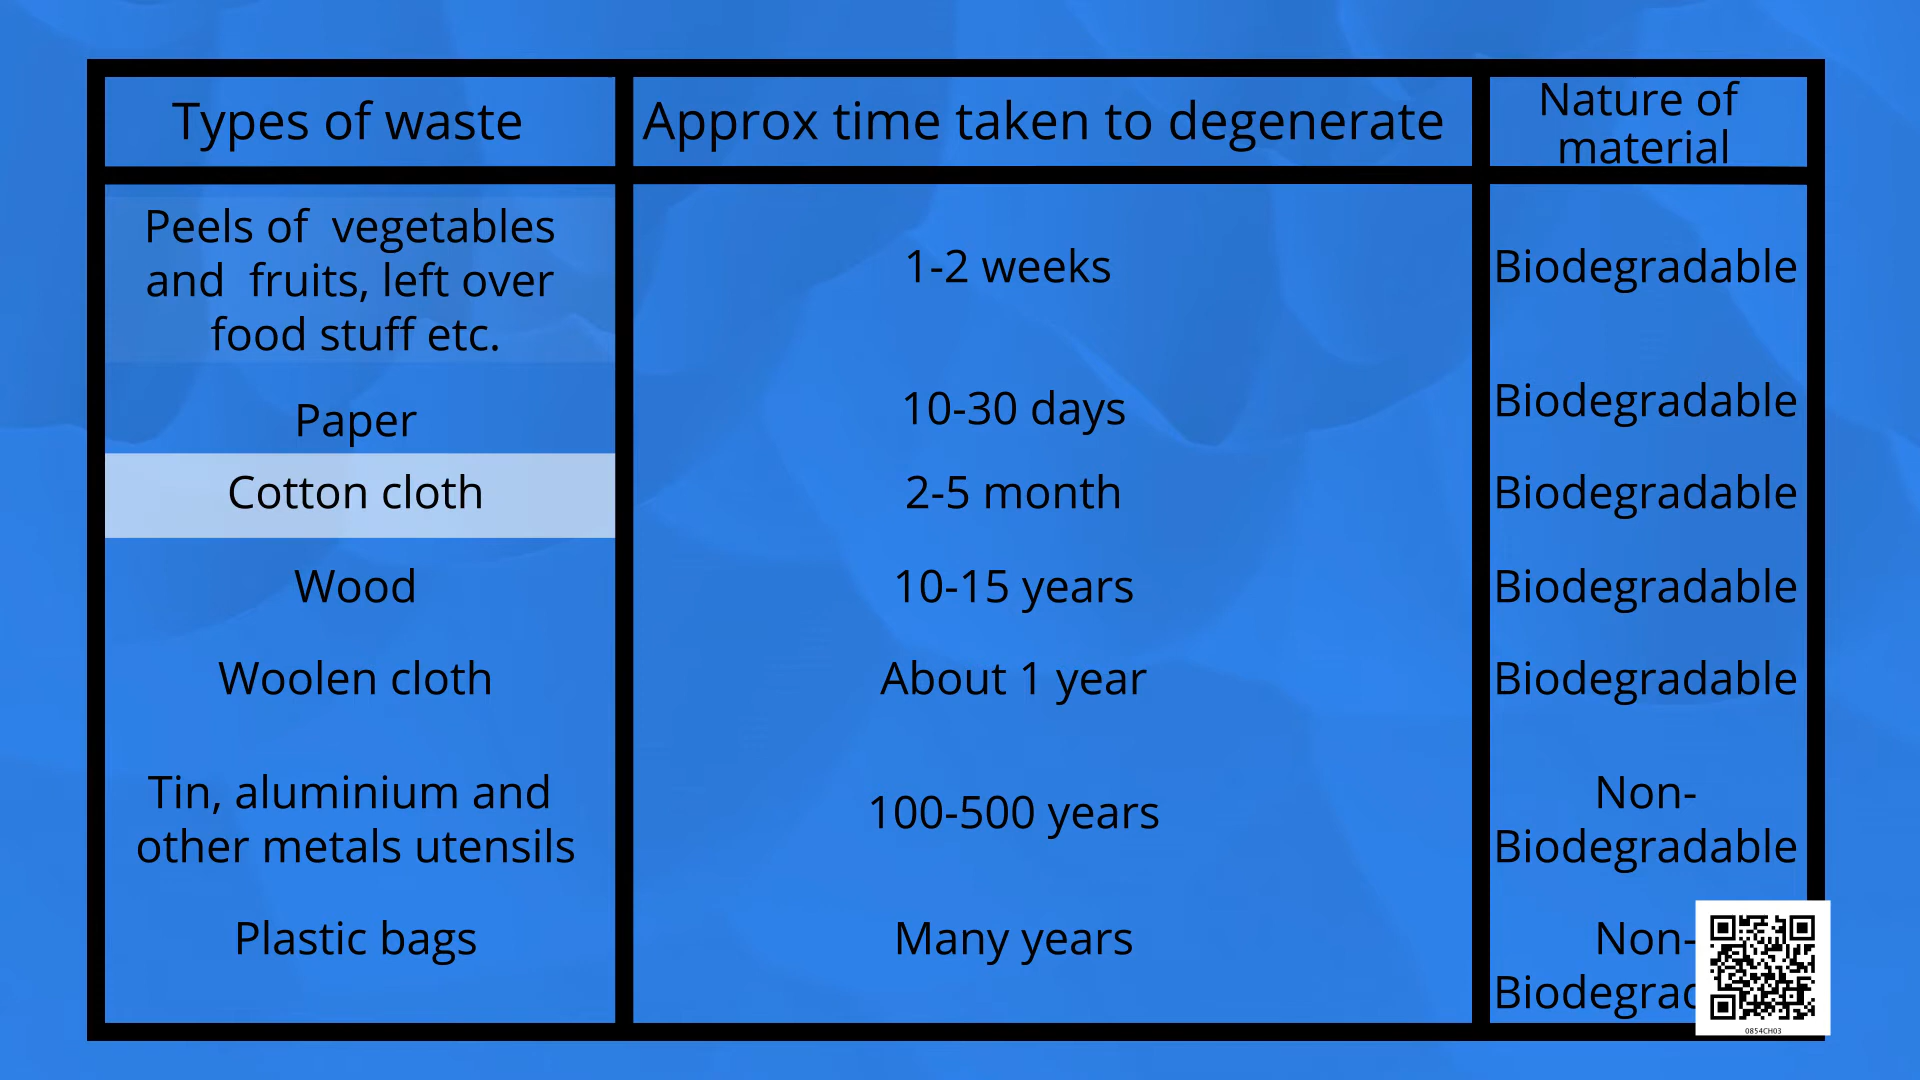 Types of waste
Approx time taken to degenerate
Nature of
material
Peels of vegetables
and fruits, left over
food stuff etc.
1-2 weeks
Biodegradable
Paper
10-30 days
Biodegradable
Cotton cloth
2-5 month
Biodegradable
Wood
10-15 years
Biodegradable
Woolen cloth
About 1 year
Biodegradable
Tin, aluminium and
other metals utensils
100-500 years
Non-
Biodegradable
Plastic bags
Many years
Non-
0854CH03